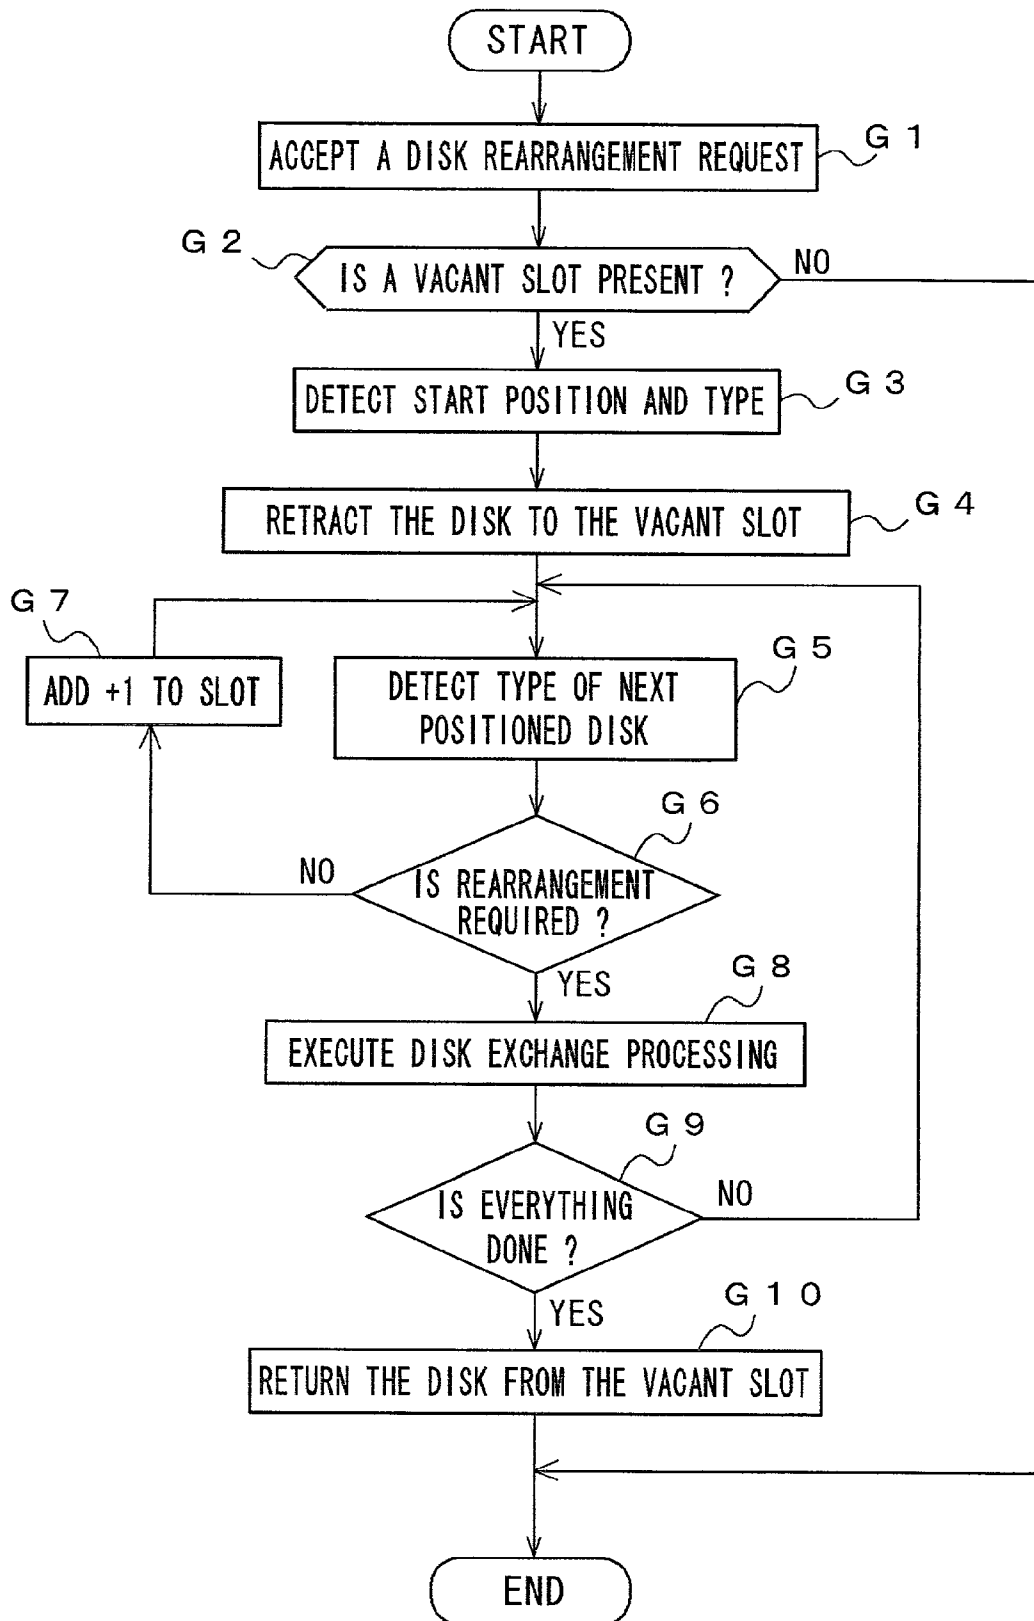 START
ACCEPT A DISK REARRANGEMENT REQUEST
G 1
G 2
IS A VACANT SLOT PRESENT ?
NO
YES
DETECT START POSITION AND TYPE
G 3
RETRACT THE DISK TO THE VACANT SLOT
G 4
G 7
ADD +1 TO SLOT
DETECT TYPE OF NEXT
POSITIONED DISK
G 5
G 6
NO
IS REARRANGEMENT
REQUIRED ?
YES
G 8
EXECUTE DISK EXCHANGE PROCESSING
G 9
IS EVERYTHING
DONE ?
NO
YES
G 1 0
RETURN THE DISK FROM THE VACANT SLOT
END